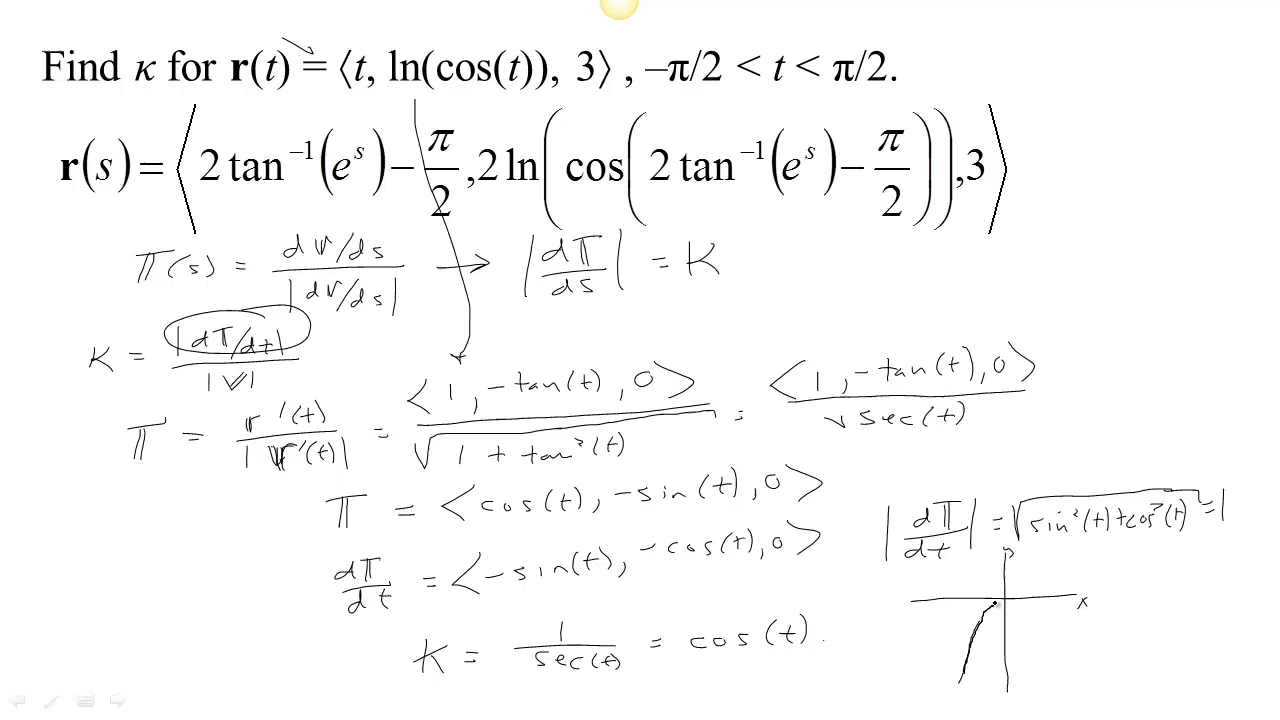 Find κ for r(t) = ⟨t, ln(cos(t)), 3⟩ , –π/2 < t < π/2.
r(s) = ⟨2 tan⁻¹(eˢ) − π/2 ,2 ln(cos(2 tan⁻¹(eˢ) − π/2)),3⟩
T(s) = (dr/ds)/|dr/ds| → |dT/ds| = K
K = |dT/dt|/|V|
T = r'(t)/|r'(t)| = <1, -tan(t), 0>/√(1 + tan²(t)) = <1, -tan(t), 0>/√sec(t)
T = <cos(t), -sin(t), 0>
|dT/dt| = √(sin²(t)+cos²(t)) = 1
dT/dt = <-sin(t), -cos(t), 0>
x
K = 1/sec(t) = cos(t).